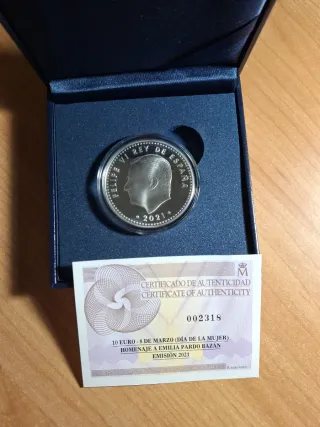 FELIPE VI REY DE ESPAÑA
* 2021 *
M
CERTIFICADO DE AUTENTICIDAD
CERTIFICATE OF AUTHENTICITY
002318
10 EURO - 8 DE MARZO (DÍA DE LA MUJER)
HOMENAJE A EMILIA PARDO BAZÁN
EMISIÓN 2021